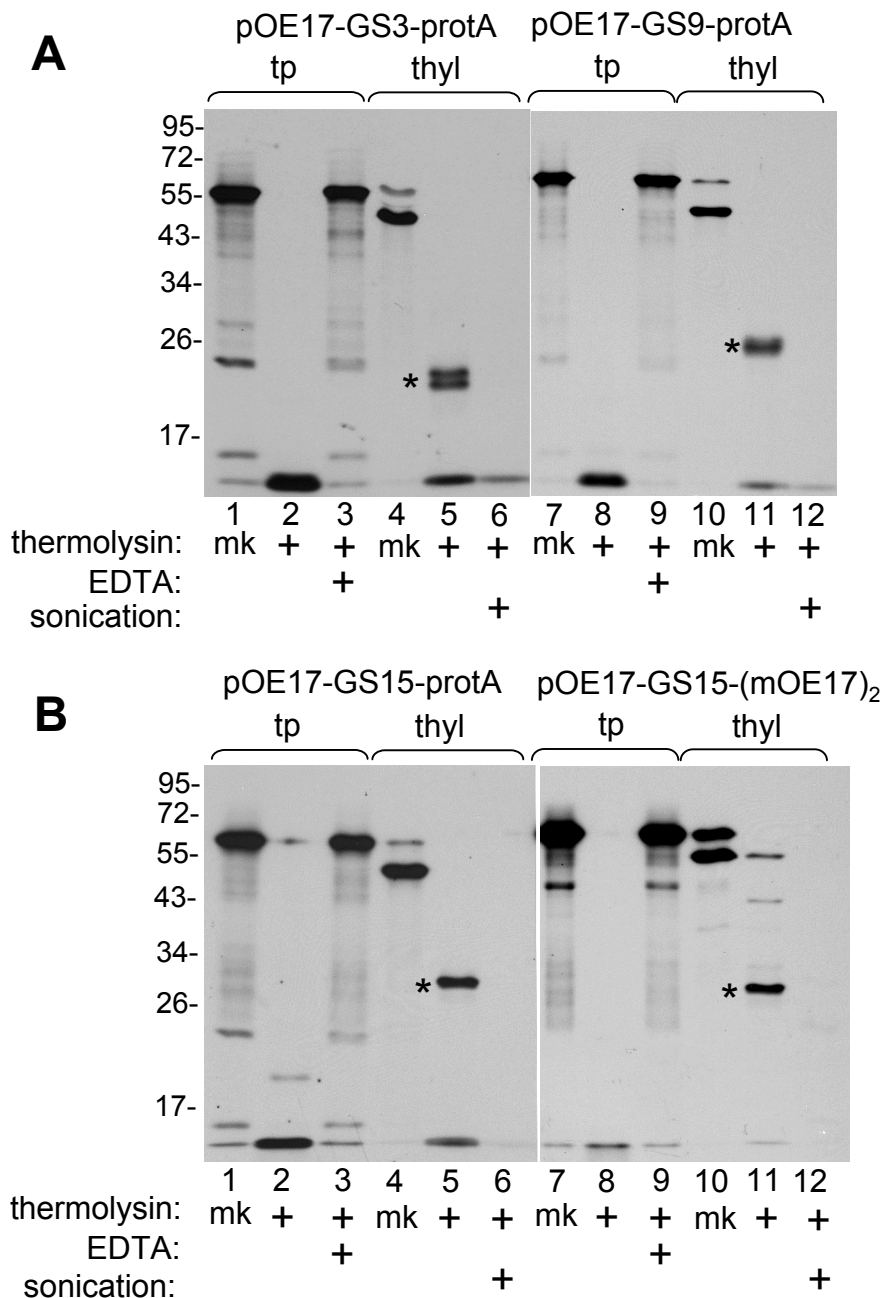 A
pOE17-GS3-protA pOE17-GS9-protA
tp thyl tp thyl
95-
72-
55-
43-
34-
26-
* *
17-
1 2 3 4 5 6 7 8 9 10 11 12
thermolysin: mk + + mk + + mk + + mk + +
EDTA: + +
sonication: + +
B
pOE17-GS15-protA pOE17-GS15-(mOE17)2
tp thyl tp thyl
95-
72-
55-
43-
34-
* *
26-
17-
1 2 3 4 5 6 7 8 9 10 11 12
thermolysin: mk + + mk + + mk + + mk + +
EDTA: + +
sonication: + +